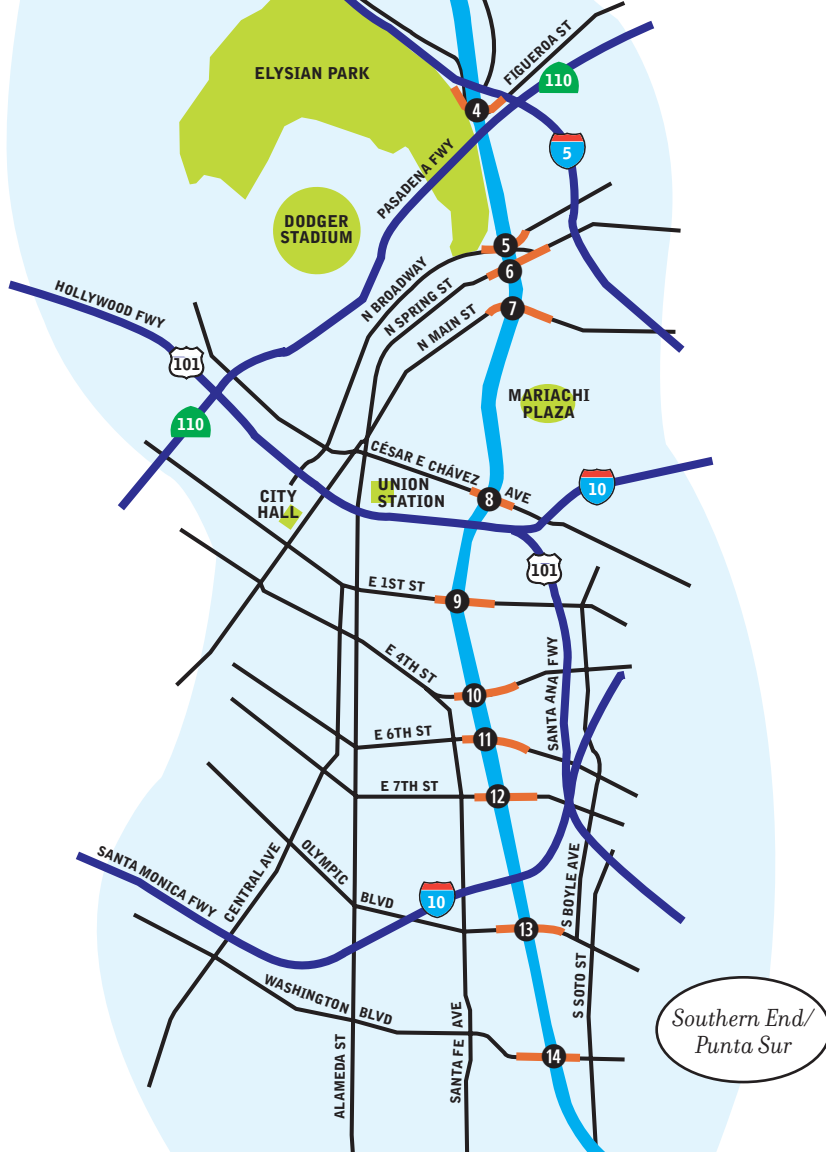 ELYSIAN PARK
FIGUEROA ST
110
4
5
PASADENA FWY
DODGER
STADIUM
5
6
N BROADWAY
N SPRING ST
7
N MAIN ST
HOLLYWOOD FWY
101
110
MARIACHI
PLAZA
CÉSAR E CHÁVEZ AVE
8
10
UNION
STATION
CITY
HALL
101
E 1ST ST
9
E 4TH ST
10
SANTA ANA FWY
E 6TH ST
11
E 7TH ST
12
SANTA MONICA FWY
CENTRAL AVE
OLYMPIC BLVD
10
S BOYLE AVE
13
S SOTO ST
WASHINGTON BLVD
ALAMEDA ST
SANTA FE AVE
14
Southern End/
Punta Sur